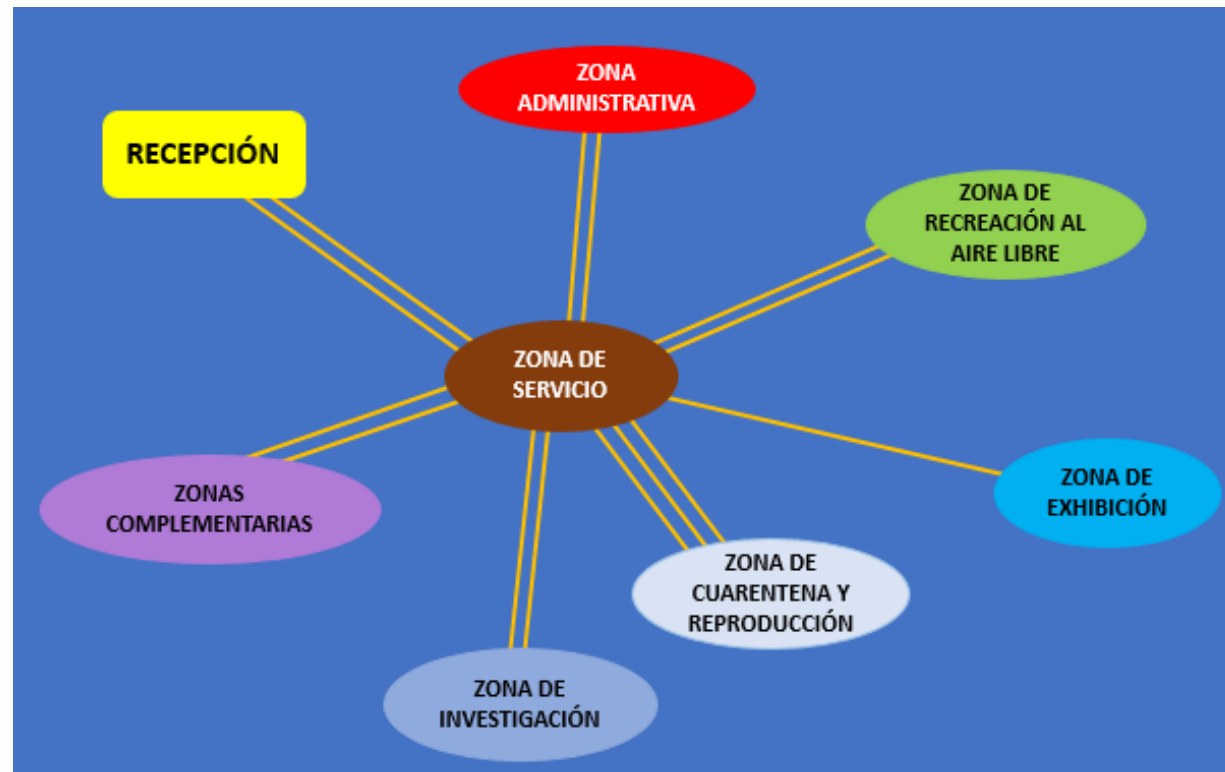 ZONA
ADMINISTRATIVA
RECEPCIÓN
ZONA DE
RECREACIÓN AL
AIRE LIBRE
ZONA DE
SERVICIO
ZONAS
COMPLEMENTARIAS
ZONA DE
EXHIBICIÓN
ZONA DE
CUARENTENA Y
REPRODUCCIÓN
ZONA DE
INVESTIGACIÓN